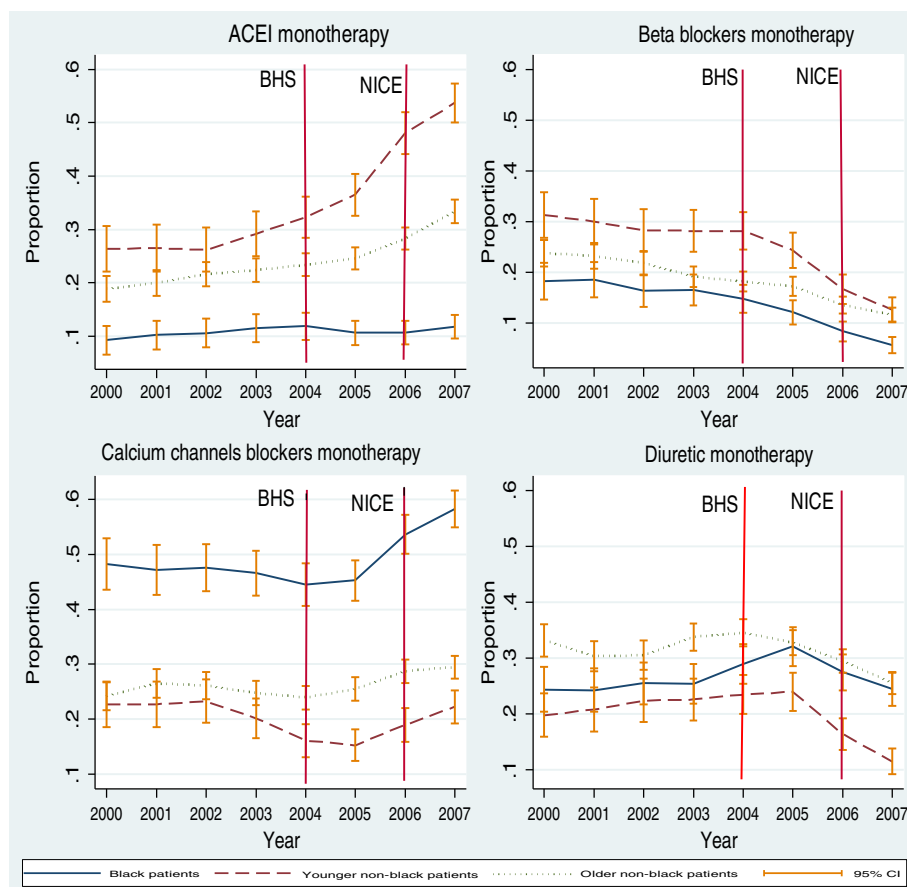 ACEI monotherapy
BHS
NICE
Proportion
.6
.5
.4
.3
.2
.1
2000 2001 2002 2003 2004 2005 2006 2007
Year
Beta blockers monotherapy
BHS
NICE
Proportion
.6
.5
.4
.3
.2
.1
2000 2001 2002 2003 2004 2005 2006 2007
Year
Calcium channels blockers monotherapy
BHS
NICE
Proportion
.6
.5
.4
.3
.2
.1
2000 2001 2002 2003 2004 2005 2006 2007
Year
Diuretic monotherapy
BHS
NICE
Proportion
.6
.5
.4
.3
.2
.1
2000 2001 2002 2003 2004 2005 2006 2007
Year
Black patients Younger non-black patients Older non-black patients 95% CI